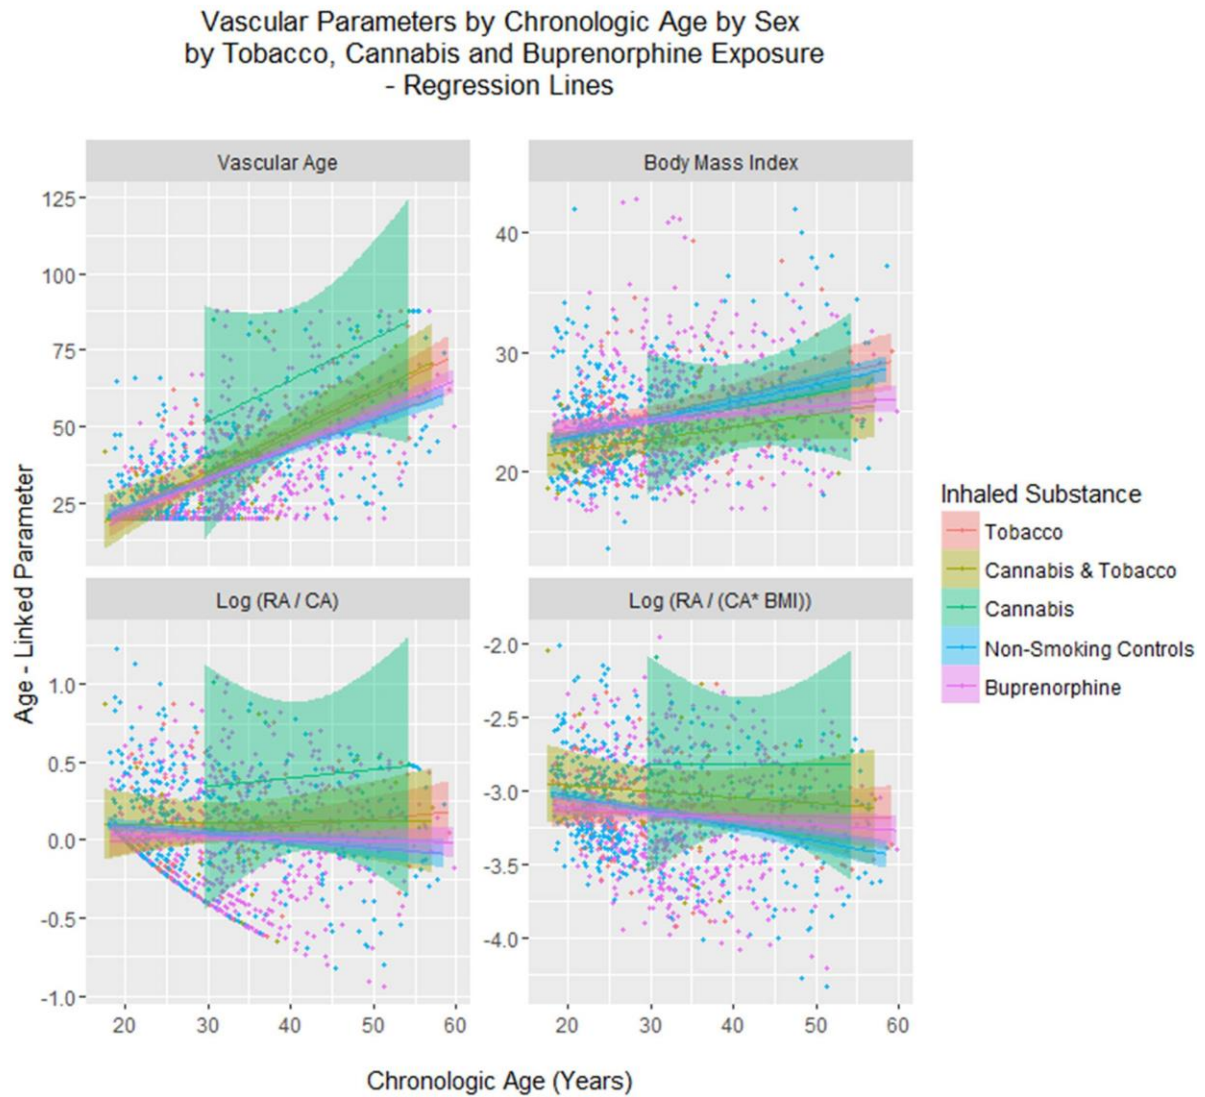 Vascular Parameters by Chronologic Age by Sex
by Tobacco, Cannabis and Buprenorphine Exposure
- Regression Lines
Vascular Age
Body Mass Index
125
100
75
50
25
40
30
20
Log (RA / CA)
Log (RA / (CA* BMI))
1.0
0.5
0.0
-0.5
-1.0
-2.0
-2.5
-3.0
-3.5
-4.0
20 30 40 50 60
20 30 40 50 60
Age - Linked Parameter
Chronologic Age (Years)
Inhaled Substance
Tobacco
Cannabis & Tobacco
Cannabis
Non-Smoking Controls
Buprenorphine